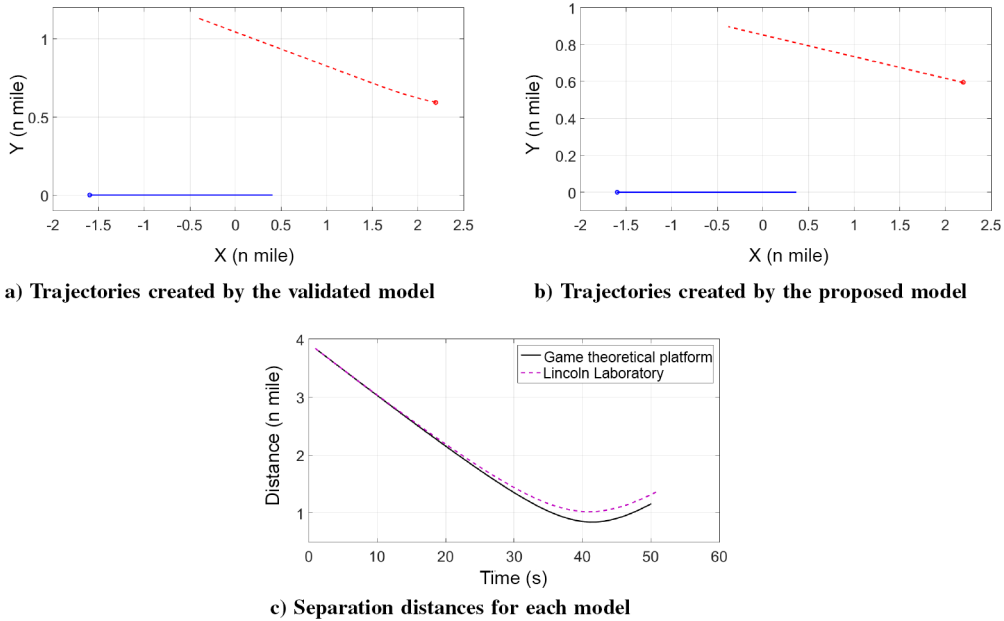 1
0.5
0
Y (n mile)
-2 -1.5 -1 -0.5 0 0.5 1 1.5 2 2.5
X (n mile)
a) Trajectories created by the validated model
1
0.8
0.6
0.4
0.2
0
Y (n mile)
-2 -1.5 -1 -0.5 0 0.5 1 1.5 2 2.5
X (n mile)
b) Trajectories created by the proposed model
4
3
2
1
Distance (n mile)
Game theoretical platform
Lincoln Laboratory
0 10 20 30 40 50 60
Time (s)
c) Separation distances for each model